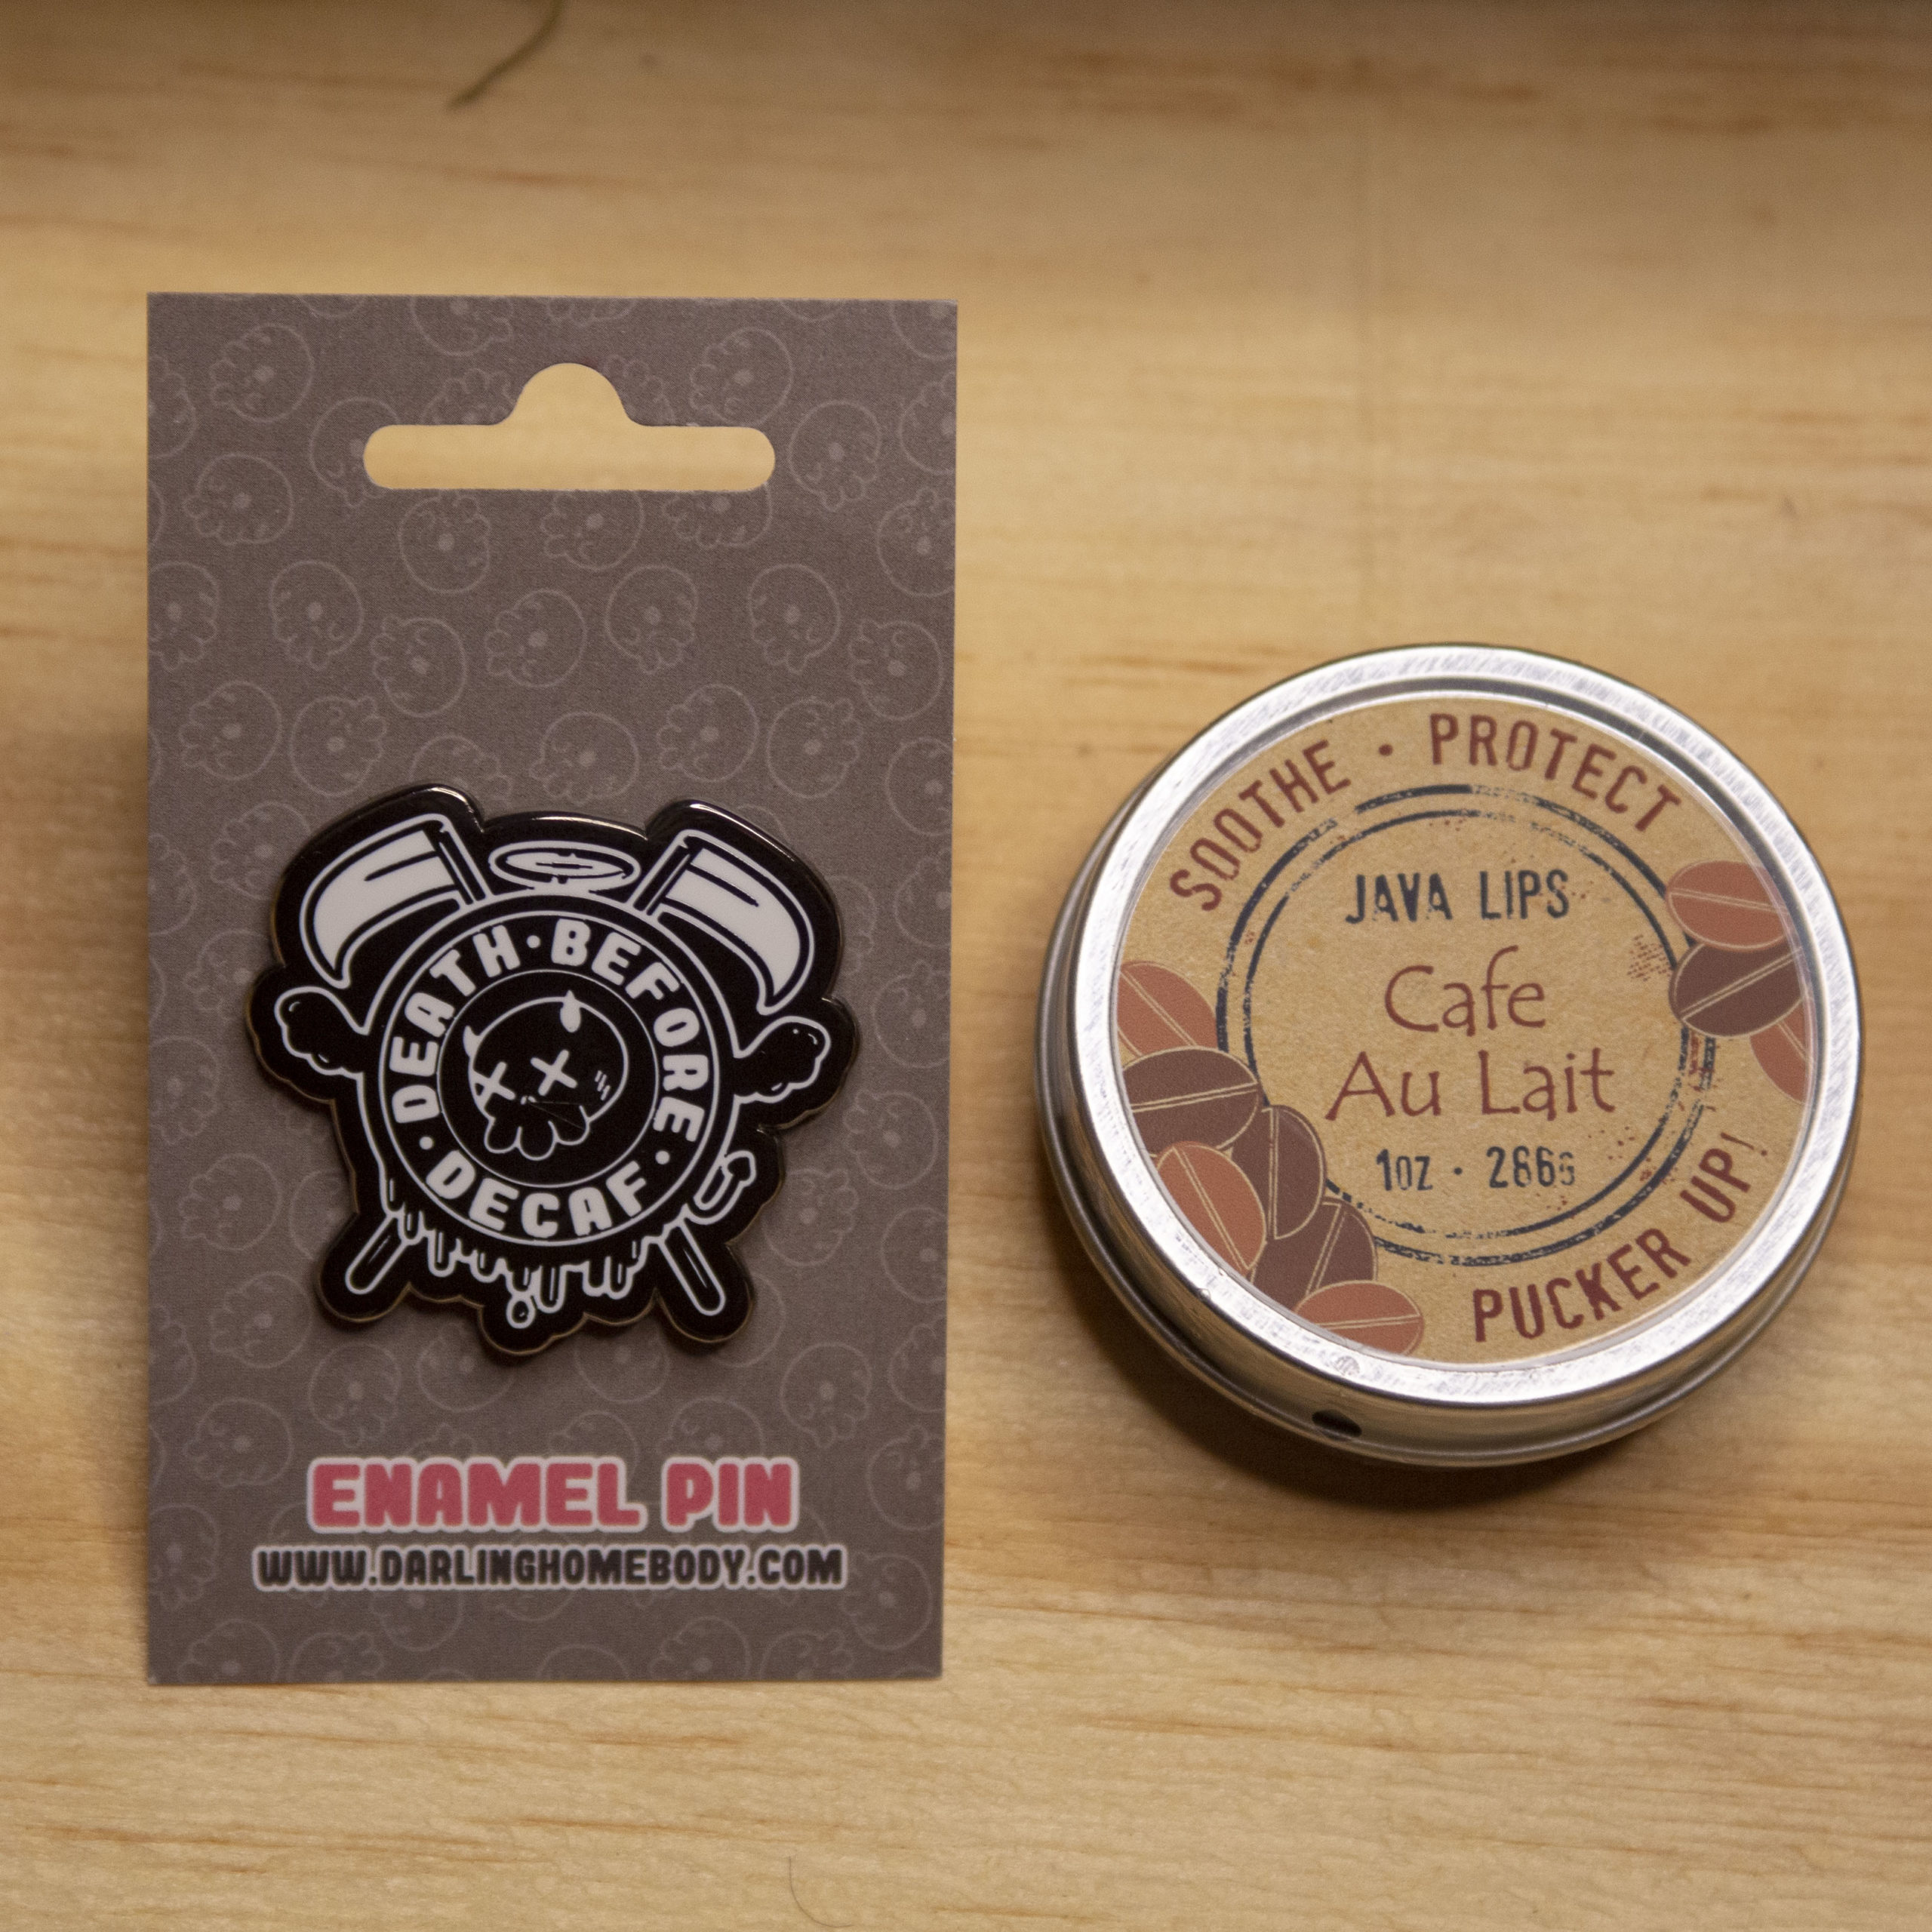 DEATH · BEFORE · DECAF ·
ENAMEL PIN
WWW.DARLINGHOMEBODY.COM
SOOTHE · PROTECT
JAVA LIPS
Cafe
Au Lait
1OZ · 286G
PUCKER UP!